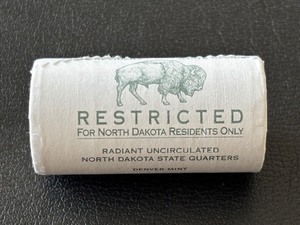 RESTRICTED
FOR NORTH DAKOTA RESIDENTS ONLY
RADIANT UNCIRCULATED
NORTH DAKOTA STATE QUARTERS
DENVER MINT